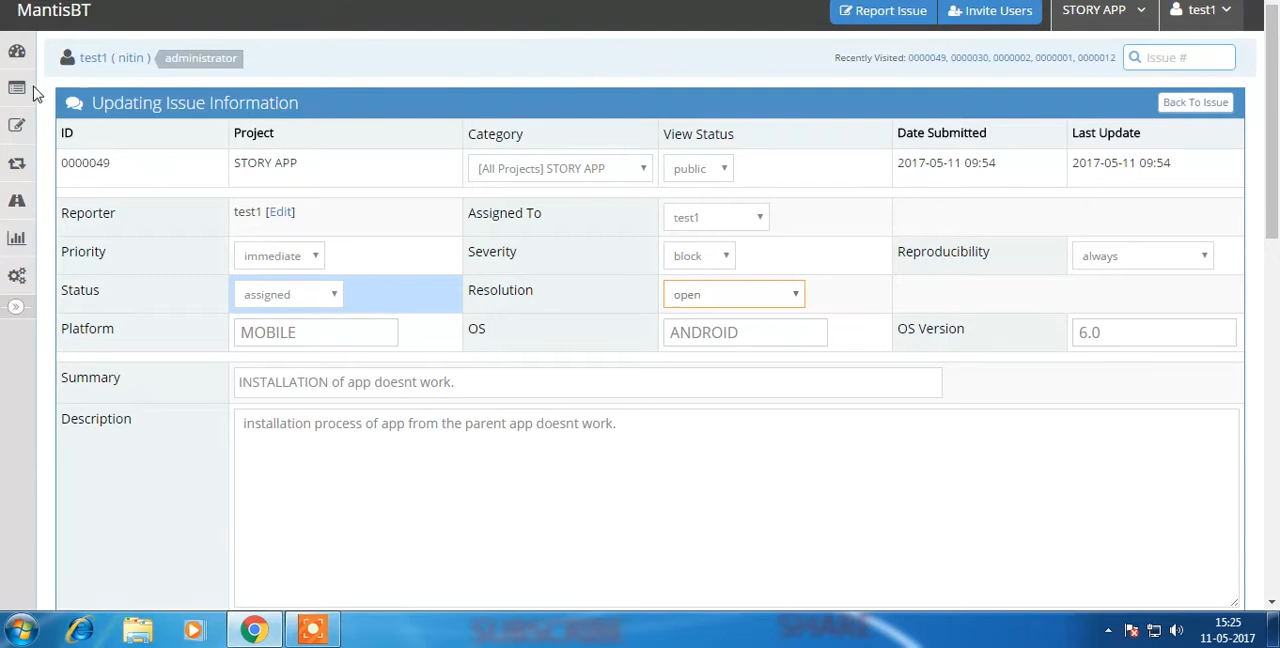 MantisBT
Report Issue
Invite Users
STORY APP
test1
test1 ( nitin )
administrator
Recently Visited: 0000049, 0000030, 0000002, 0000001, 0000012
Issue #
Updating Issue Information
Back To Issue
ID Project Category View Status Date Submitted Last Update
0000049 STORY APP [All Projects] STORY APP public 2017-05-11 09:54 2017-05-11 09:54
Reporter test1 [Edit] Assigned To test1
Priority immediate Severity block Reproducibility always
Status assigned Resolution open
Platform MOBILE OS ANDROID OS Version 6.0
Summary INSTALLATION of app doesnt work.
Description installation process of app from the parent app doesnt work.
SUBSCRIBE SHARE
15:25
11-05-2017